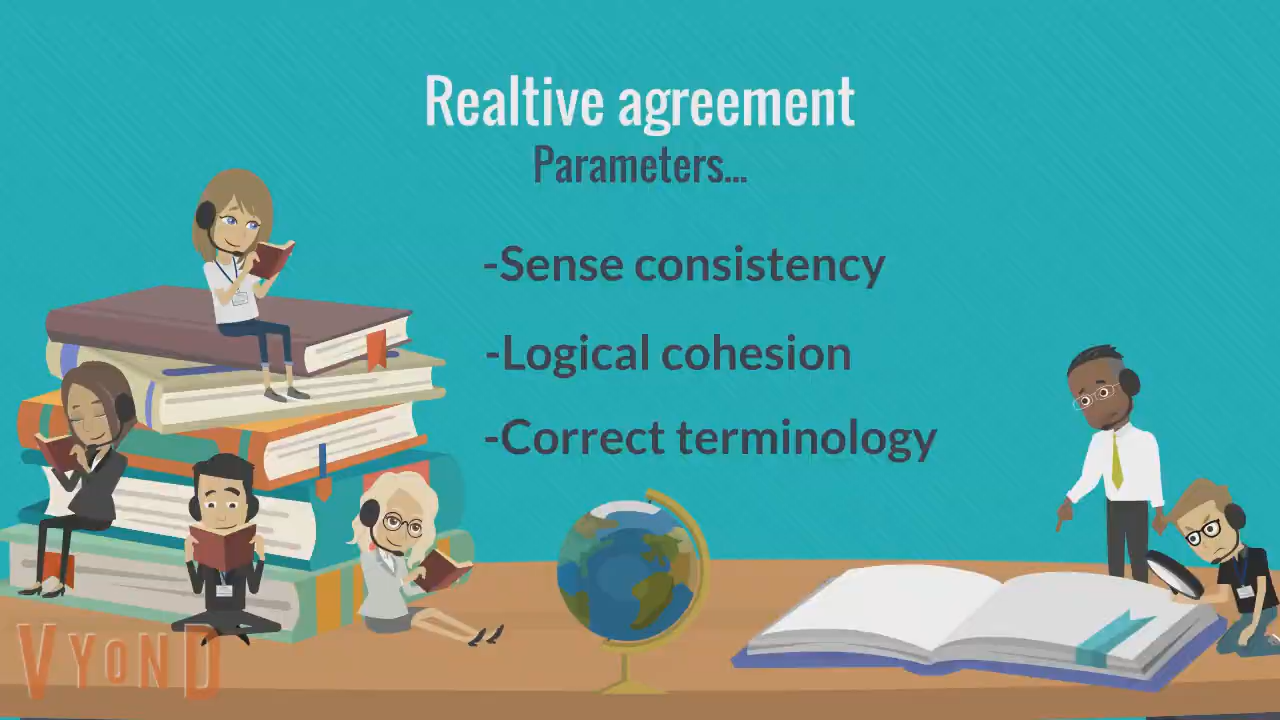 Realtive agreement
Parameters...
-Sense consistency
-Logical cohesion
-Correct terminology
VYOND